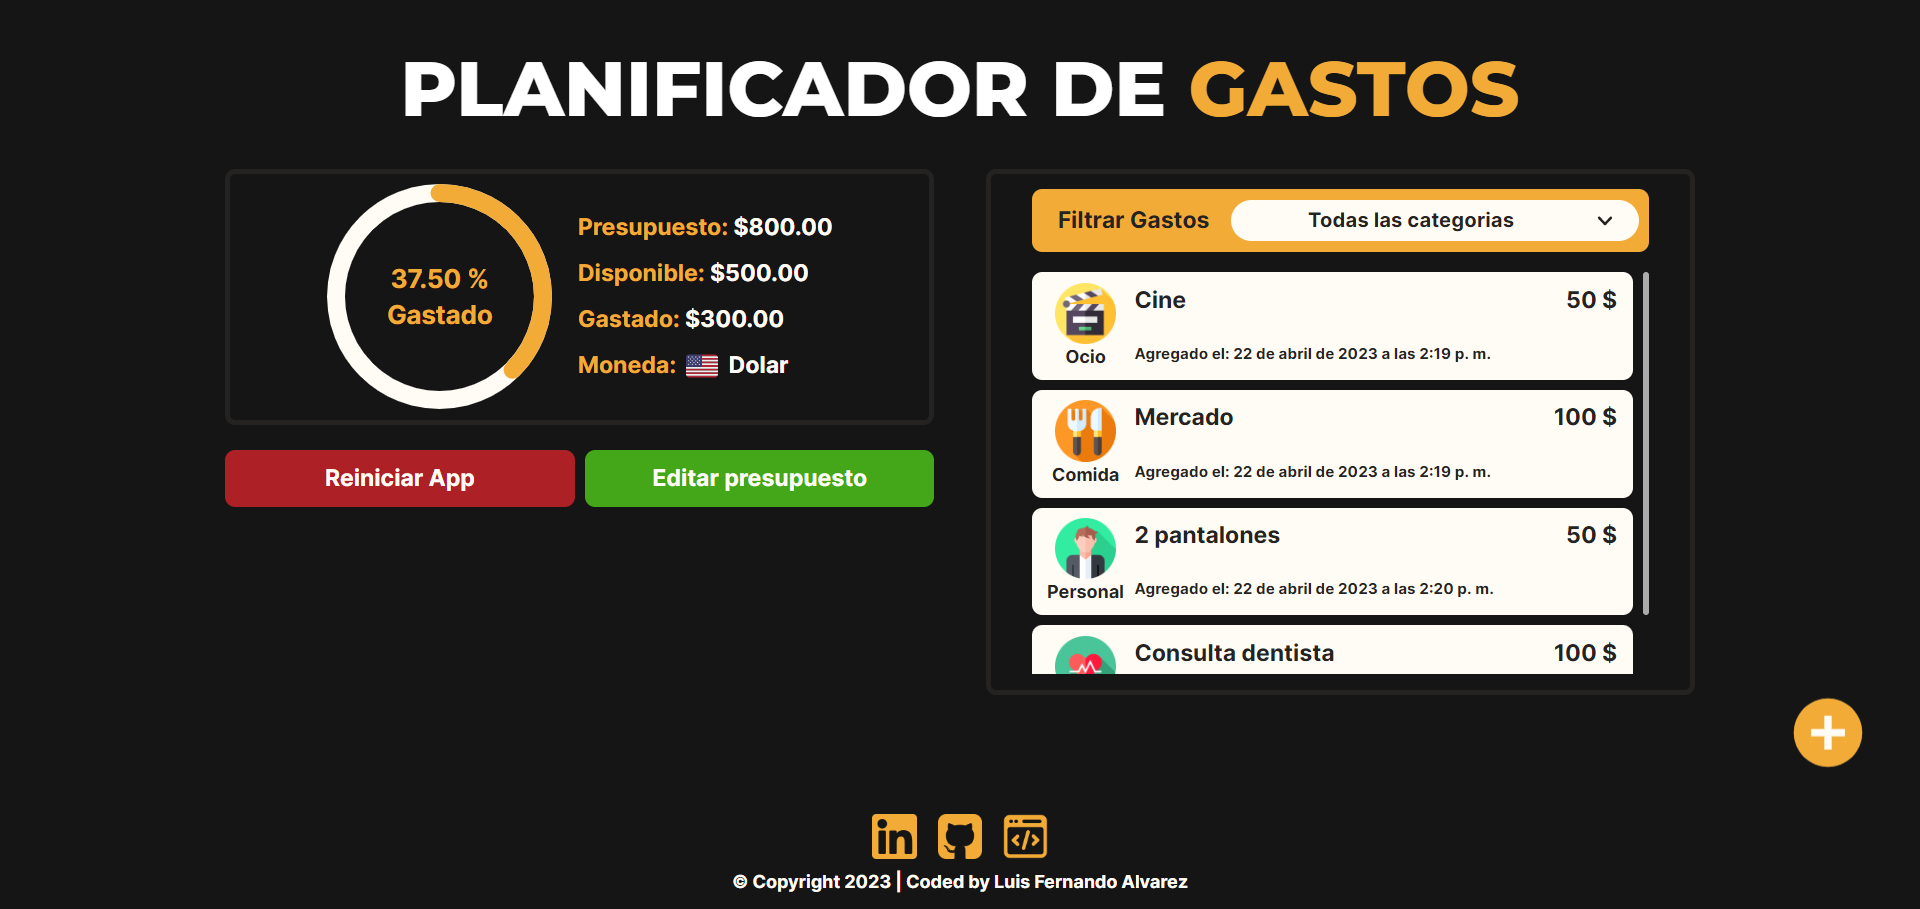 PLANIFICADOR DE GASTOS
37.50 %
Gastado
Presupuesto: $800.00
Disponible: $500.00
Gastado: $300.00
Moneda: Dolar
Reiniciar App
Editar presupuesto
Filtrar Gastos
Todas las categorias
Cine
50 $
Ocio
Agregado el: 22 de abril de 2023 a las 2:19 p. m.
Mercado
100 $
Comida
Agregado el: 22 de abril de 2023 a las 2:19 p. m.
2 pantalones
50 $
Personal
Agregado el: 22 de abril de 2023 a las 2:20 p. m.
Consulta dentista
100 $
in
</>
© Copyright 2023 | Coded by Luis Fernando Alvarez